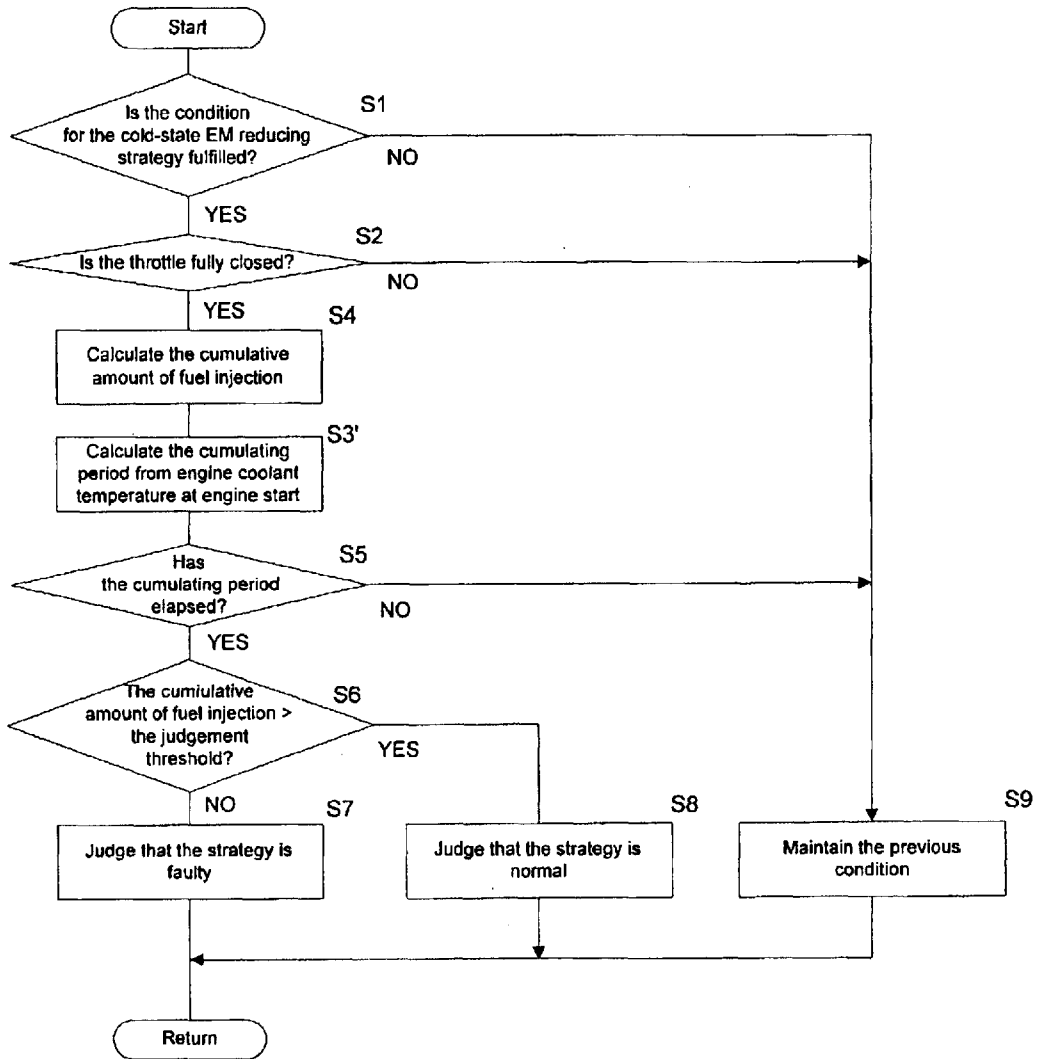 Start
S1
Is the condition
for the cold-state EM reducing
strategy fulfilled?
NO
YES
S2
Is the throttle fully closed?
NO
YES
S4
Calculate the cumulative
amount of fuel injection
S3'
Calculate the cumulating
period from engine coolant
temperature at engine start
S5
Has
the cumulating period
elapsed?
NO
YES
S6
The cumiulative
amount of fuel injection >
the judgement
threshold?
YES
NO
S7
Judge that the strategy is
faulty
S8
Judge that the strategy is
normal
S9
Maintain the previous
condition
Return